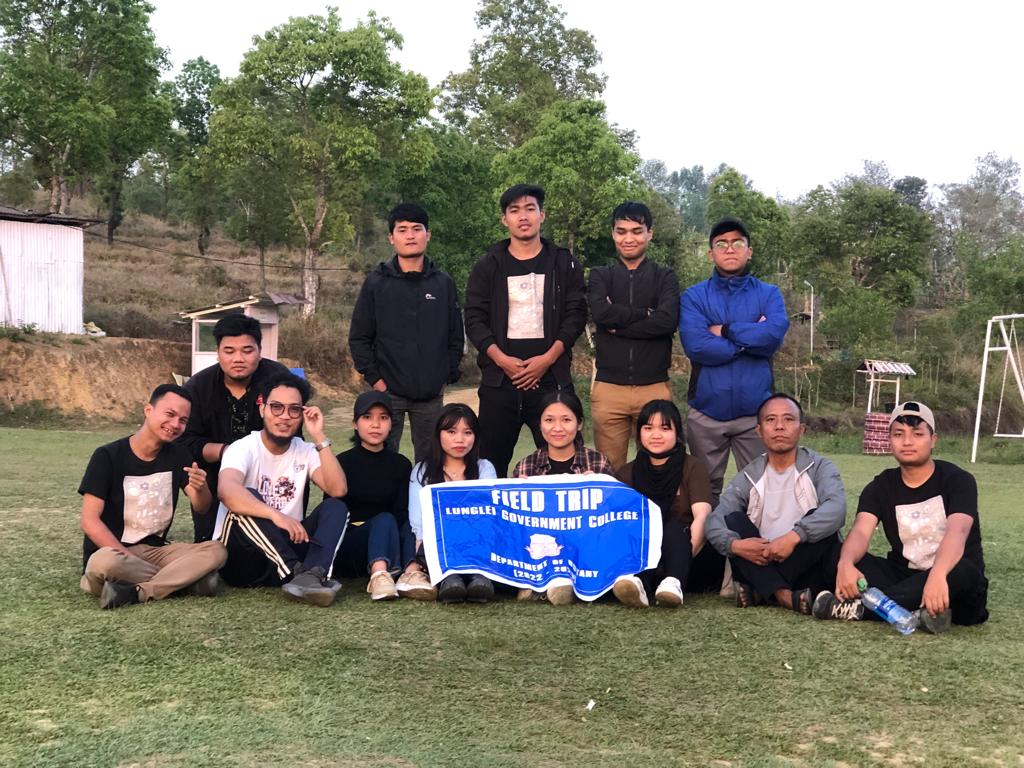 FIELD TRIP
LUNGLEI GOVERNMENT COLLEGE
DEPARTMENT OF
(2022